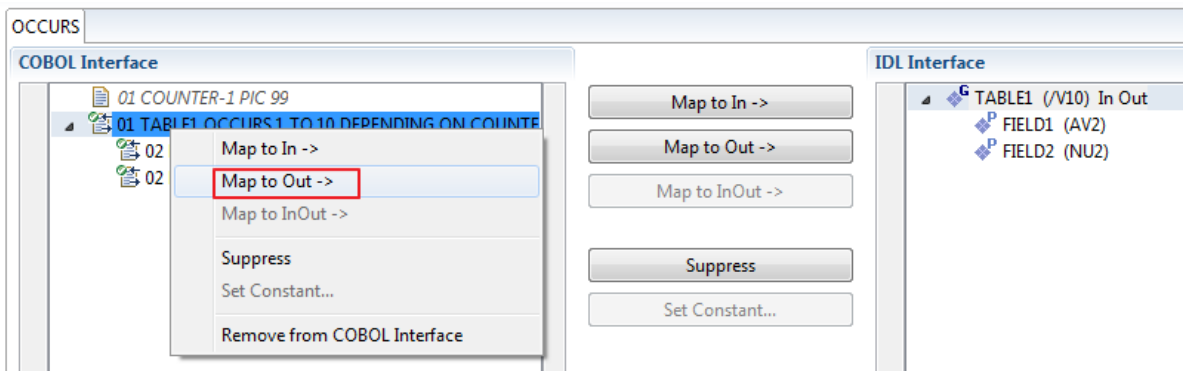 OCCURS
COBOL Interface
01 COUNTER-1 PIC 99
01 TABLE1 OCCURS 1 TO 10 DEPENDING ON COUNTE
02
02
Map to In ->
Map to Out ->
Map to InOut ->
Suppress
Set Constant...
Remove from COBOL Interface
Map to In ->
Map to Out ->
Map to InOut ->
Suppress
Set Constant...
IDL Interface
TABLE1 (/V10) In Out
FIELD1 (AV2)
FIELD2 (NU2)